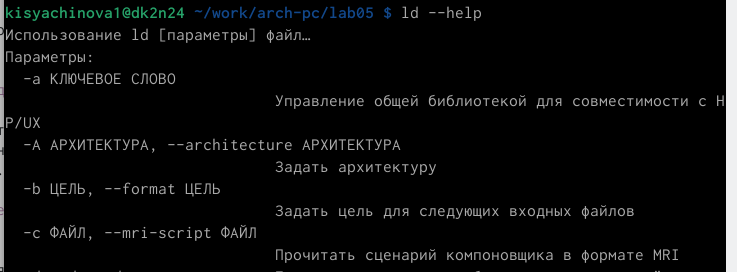 kisyachinova1@dk2n24 ~/work/arch-pc/lab05 $ ld --help
Использование ld [параметры] файл…
Параметры:
-a КЛЮЧЕВОЕ СЛОВО
Управление общей библиотекой для совместимости с H
P/UX
-A АРХИТЕКТУРА, --architecture АРХИТЕКТУРА
Задать архитектуру
-b ЦЕЛЬ, --format ЦЕЛЬ
Задать цель для следующих входных файлов
-c ФАЙЛ, --mri-script ФАЙЛ
Прочитать сценарий компоновщика в формате MRI